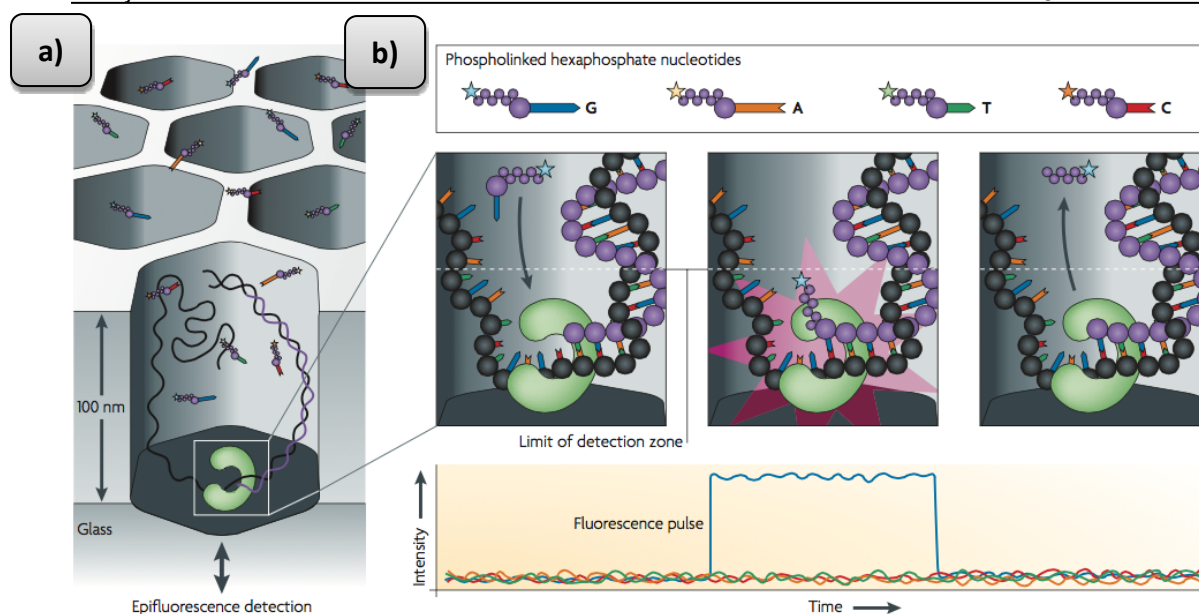 a)
b)
Phospholinked hexaphosphate nucleotides
G
A
T
C
100 nm
Glass
Limit of detection zone
Fluorescence pulse
Intensity
Epifluorescence detection
Time